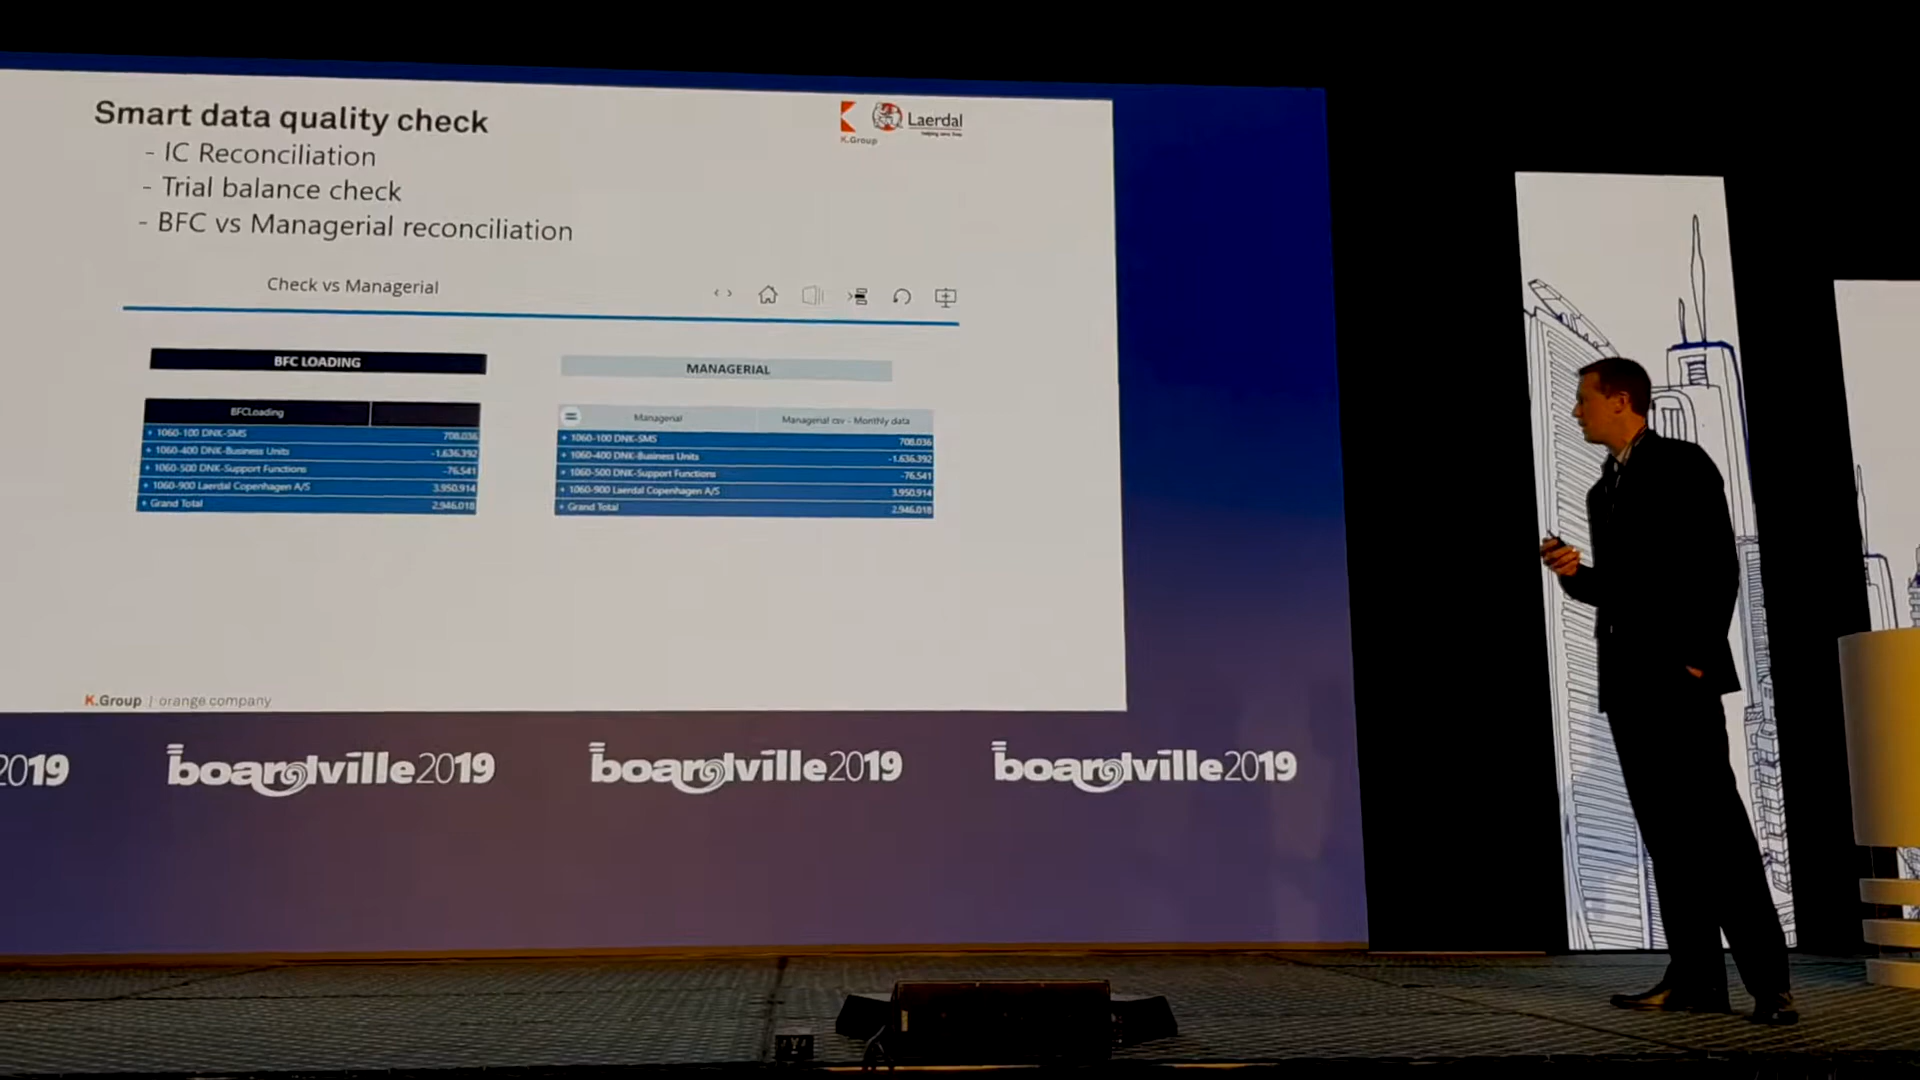 Smart data quality check
- IC Reconciliation
- Trial balance check
- BFC vs Managerial reconciliation
K.Group
Laerdal
helping save lives
Check vs Managerial
BFC LOADING
BFCLoading
+ 1060-100 DNK-SMS 708.036
+ 1060-400 DNK-Business Units -1.636.392
+ 1060-500 DNK-Support Functions -76.541
+ 1060-900 Laerdal Copenhagen A/S 3.950.914
+ Grand Total 2.946.018
MANAGERIAL
Managerial Managerial csv - Monthly data
+ 1060-100 DNK-SMS 708.036
+ 1060-400 DNK-Business Units -1.636.392
+ 1060-500 DNK-Support Functions -76.541
+ 1060-900 Laerdal Copenhagen A/S 3.950.914
+ Grand Total 2.946.018
K.Group | orange company
2019 boardville2019 boardville2019 boardville2019